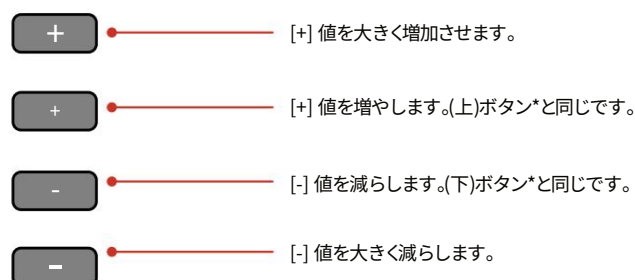 +
[+] 値を大きく増加させます。
+
[+] 値を増やします。(上)ボタン*と同じです。
-
[-] 値を減らします。(下)ボタン*と同じです。
-
[-] 値を大きく減らします。